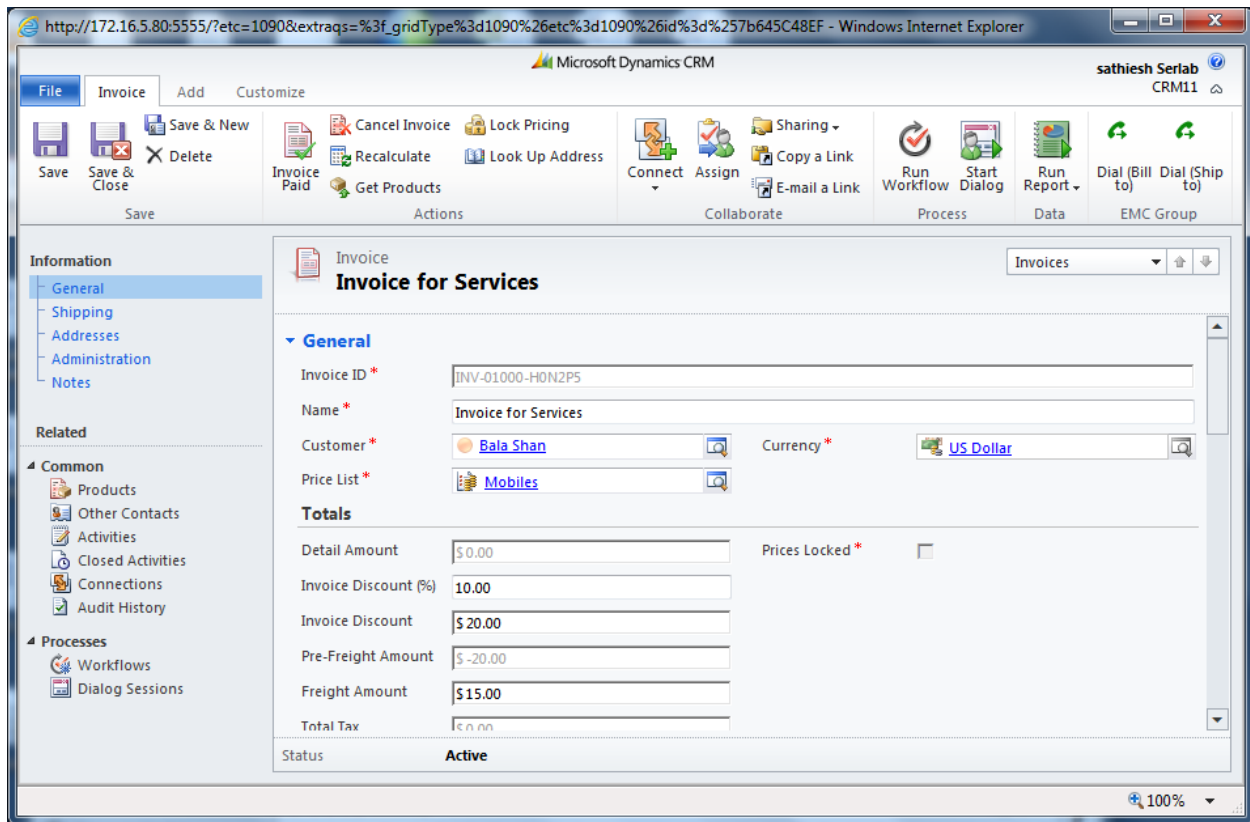 http://172.16.5.80:5555/?etc=1090&extraqs=%3f_gridType%3d1090%26etc%3d1090%26id%3d%257b645C48EF - Windows Internet Explorer
Microsoft Dynamics CRM
sathiesh Serlab
CRM11
File Invoice Add Customize
Save
Save & Close
Save & New
Delete
Save
Invoice Paid
Cancel Invoice
Recalculate
Get Products
Lock Pricing
Look Up Address
Actions
Connect
Assign
Sharing
Copy a Link
E-mail a Link
Collaborate
Run Workflow
Start Dialog
Process
Run Report
Data
Dial (Bill to)
Dial (Ship to)
EMC Group
Information
General
Shipping
Addresses
Administration
Notes
Related
Common
Products
Other Contacts
Activities
Closed Activities
Connections
Audit History
Processes
Workflows
Dialog Sessions
Invoice
Invoice for Services
Invoices
General
Invoice ID * INV-01000-H0N2P5
Name * Invoice for Services
Customer * Bala Shan Currency * US Dollar
Price List * Mobiles
Totals
Detail Amount $ 0.00 Prices Locked *
Invoice Discount (%) 10.00
Invoice Discount $ 20.00
Pre-Freight Amount $ -20.00
Freight Amount $ 15.00
Total Tax $ 0.00
Status Active
100%